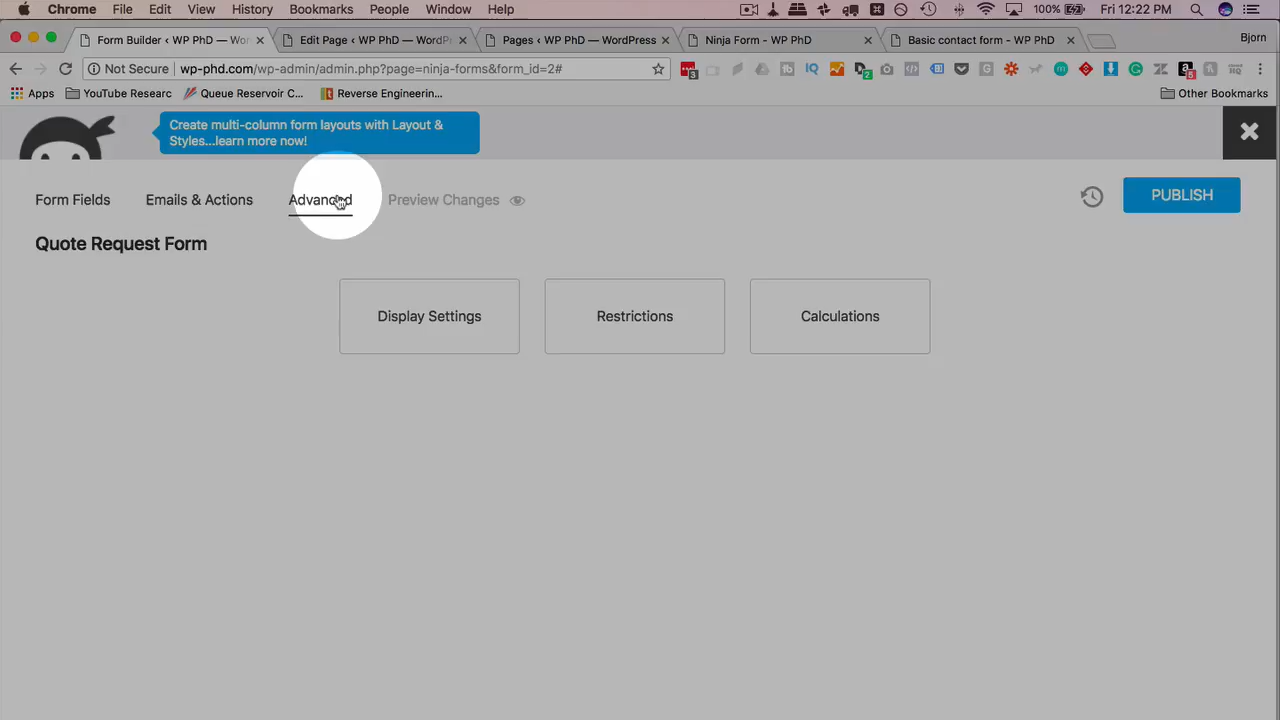 Chrome File Edit View History Bookmarks People Window Help 100% Fri 12:22 PM
Form Builder ‹ WP PhD — Wor Edit Page ‹ WP PhD — WordP Pages ‹ WP PhD — WordPress Ninja Form - WP PhD Basic contact form - WP PhD Bjorn
Not Secure wp-phd.com/wp-admin/admin.php?page=ninja-forms&form_id=2#
Apps YouTube Researc Queue Reservoir C... Reverse Engineerin... Other Bookmarks
Create multi-column form layouts with Layout &
Styles...learn more now!
Form Fields Emails & Actions Advanced Preview Changes PUBLISH
Quote Request Form
Display Settings Restrictions Calculations